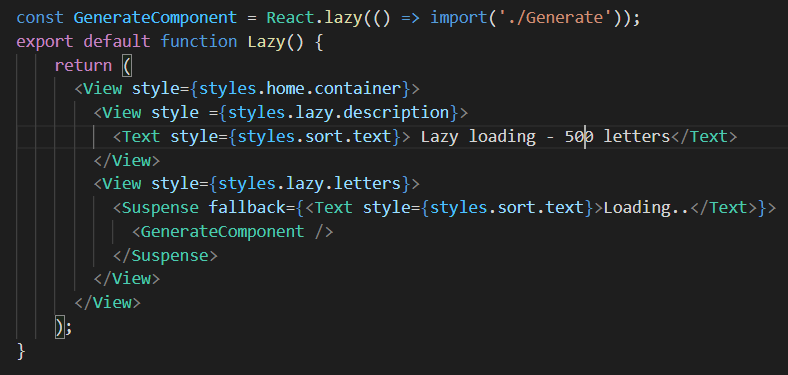 const GenerateComponent = React.lazy(() => import('./Generate'));
export default function Lazy() {
return (
<View style={styles.home.container}>
<View style ={styles.lazy.description}>
<Text style={styles.sort.text}> Lazy loading - 500 letters</Text>
</View>
<View style={styles.lazy.letters}>
<Suspense fallback={<Text style={styles.sort.text}>Loading..</Text>}>
<GenerateComponent />
</Suspense>
</View>
</View>
);
}